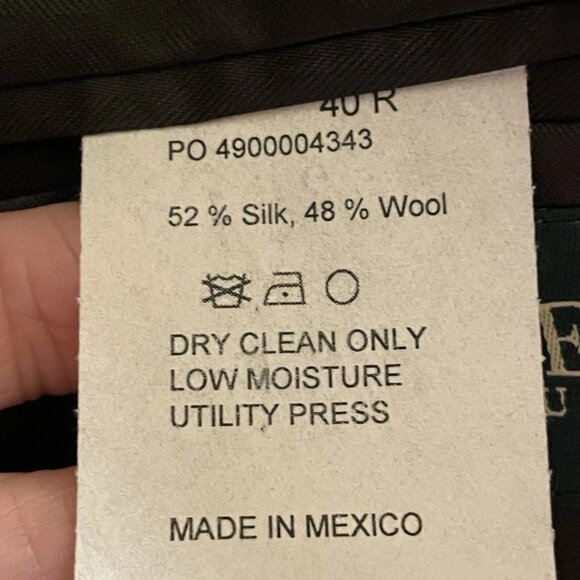 40 R
PO 4900004343
52 % Silk, 48 % Wool
DRY CLEAN ONLY
LOW MOISTURE
UTILITY PRESS
MADE IN MEXICO